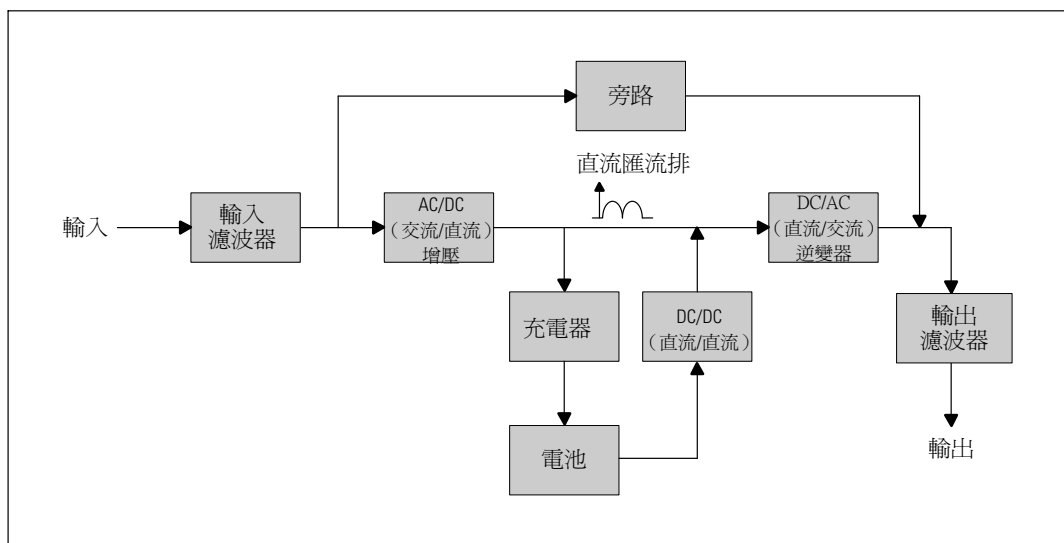 旁路
直流匯流排
輸入
輸入
濾波器
AC/DC
（交流/直流）
增壓
DC/AC
（直流/交流）
逆變器
充電器
DC/DC
（直流/直流）
輸出
濾波器
電池
輸出